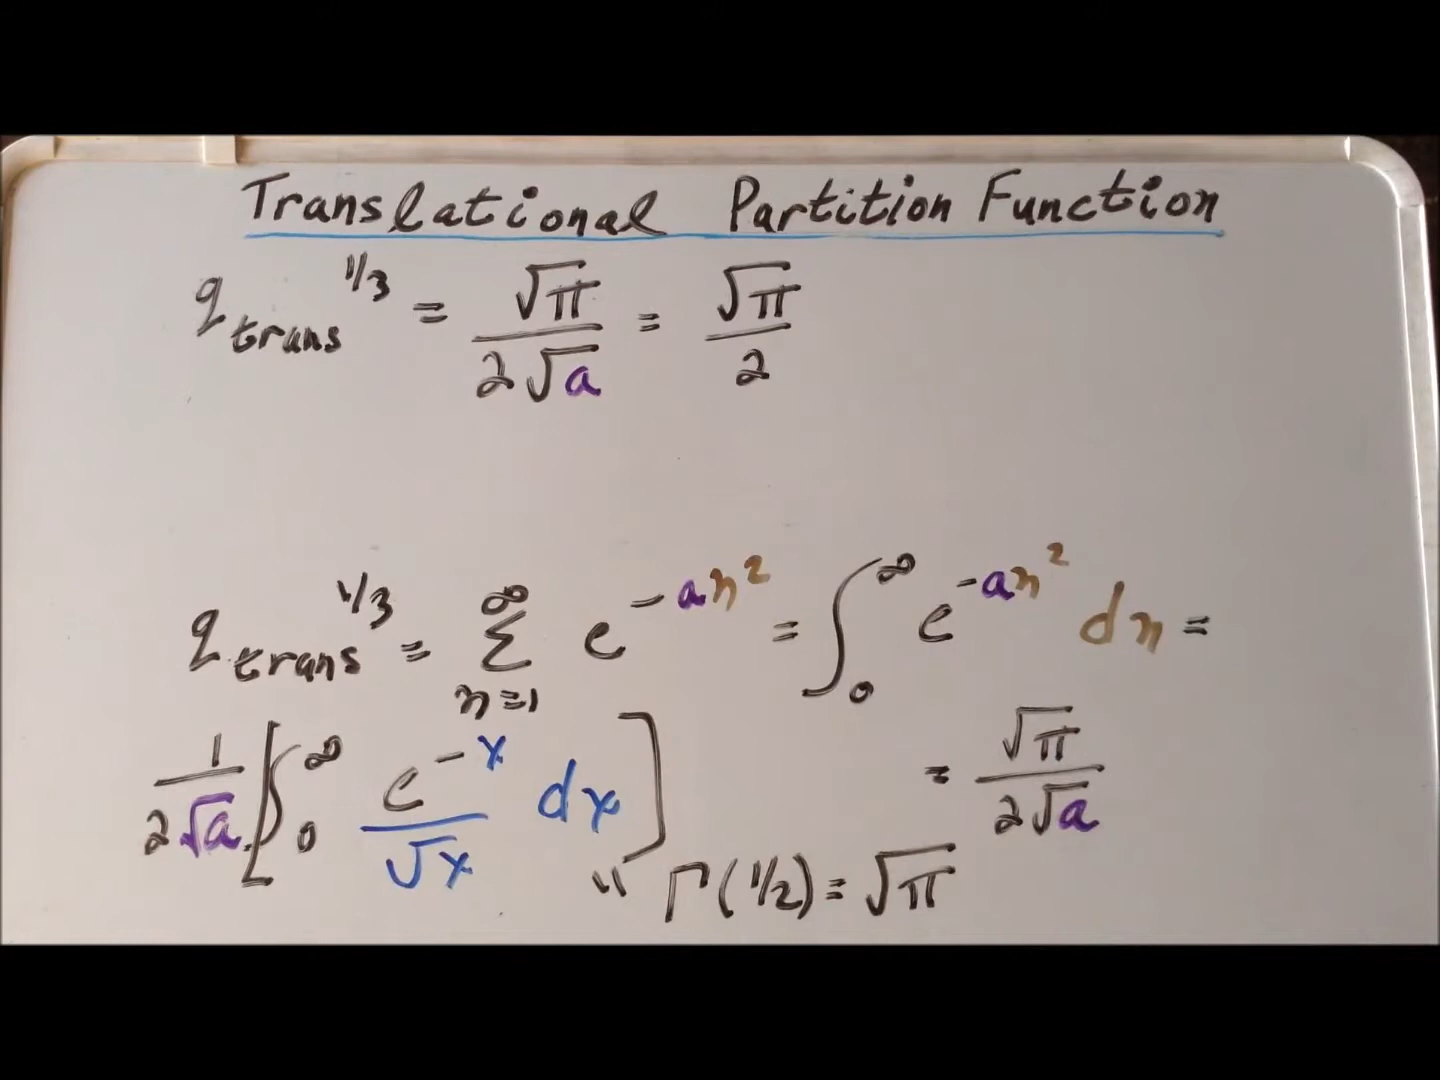 Translational Partition Function
q_trans^1/3 = √π / 2√a = √π / 2
q_trans^1/3 = ∞ Σ n=1 e^-an² = ∫_0^∞ e^-an² dn =
1 / 2√a [∫_0^∞ e^-x / √x dx] = √π / 2√a
" Γ(1/2) = √π